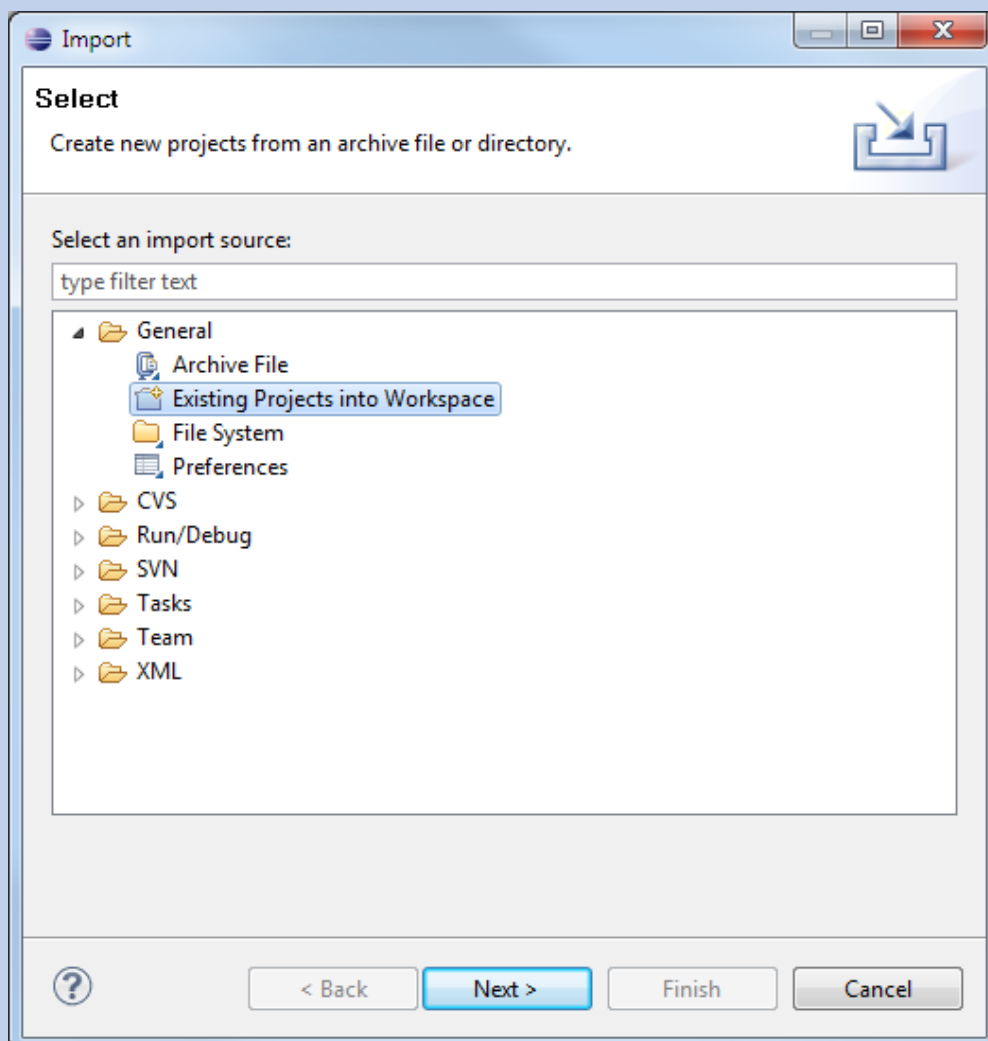 Import
Select
Create new projects from an archive file or directory.
Select an import source:
type filter text
General
Archive File
Existing Projects into Workspace
File System
Preferences
CVS
Run/Debug
SVN
Tasks
Team
XML
< Back Next > Finish Cancel